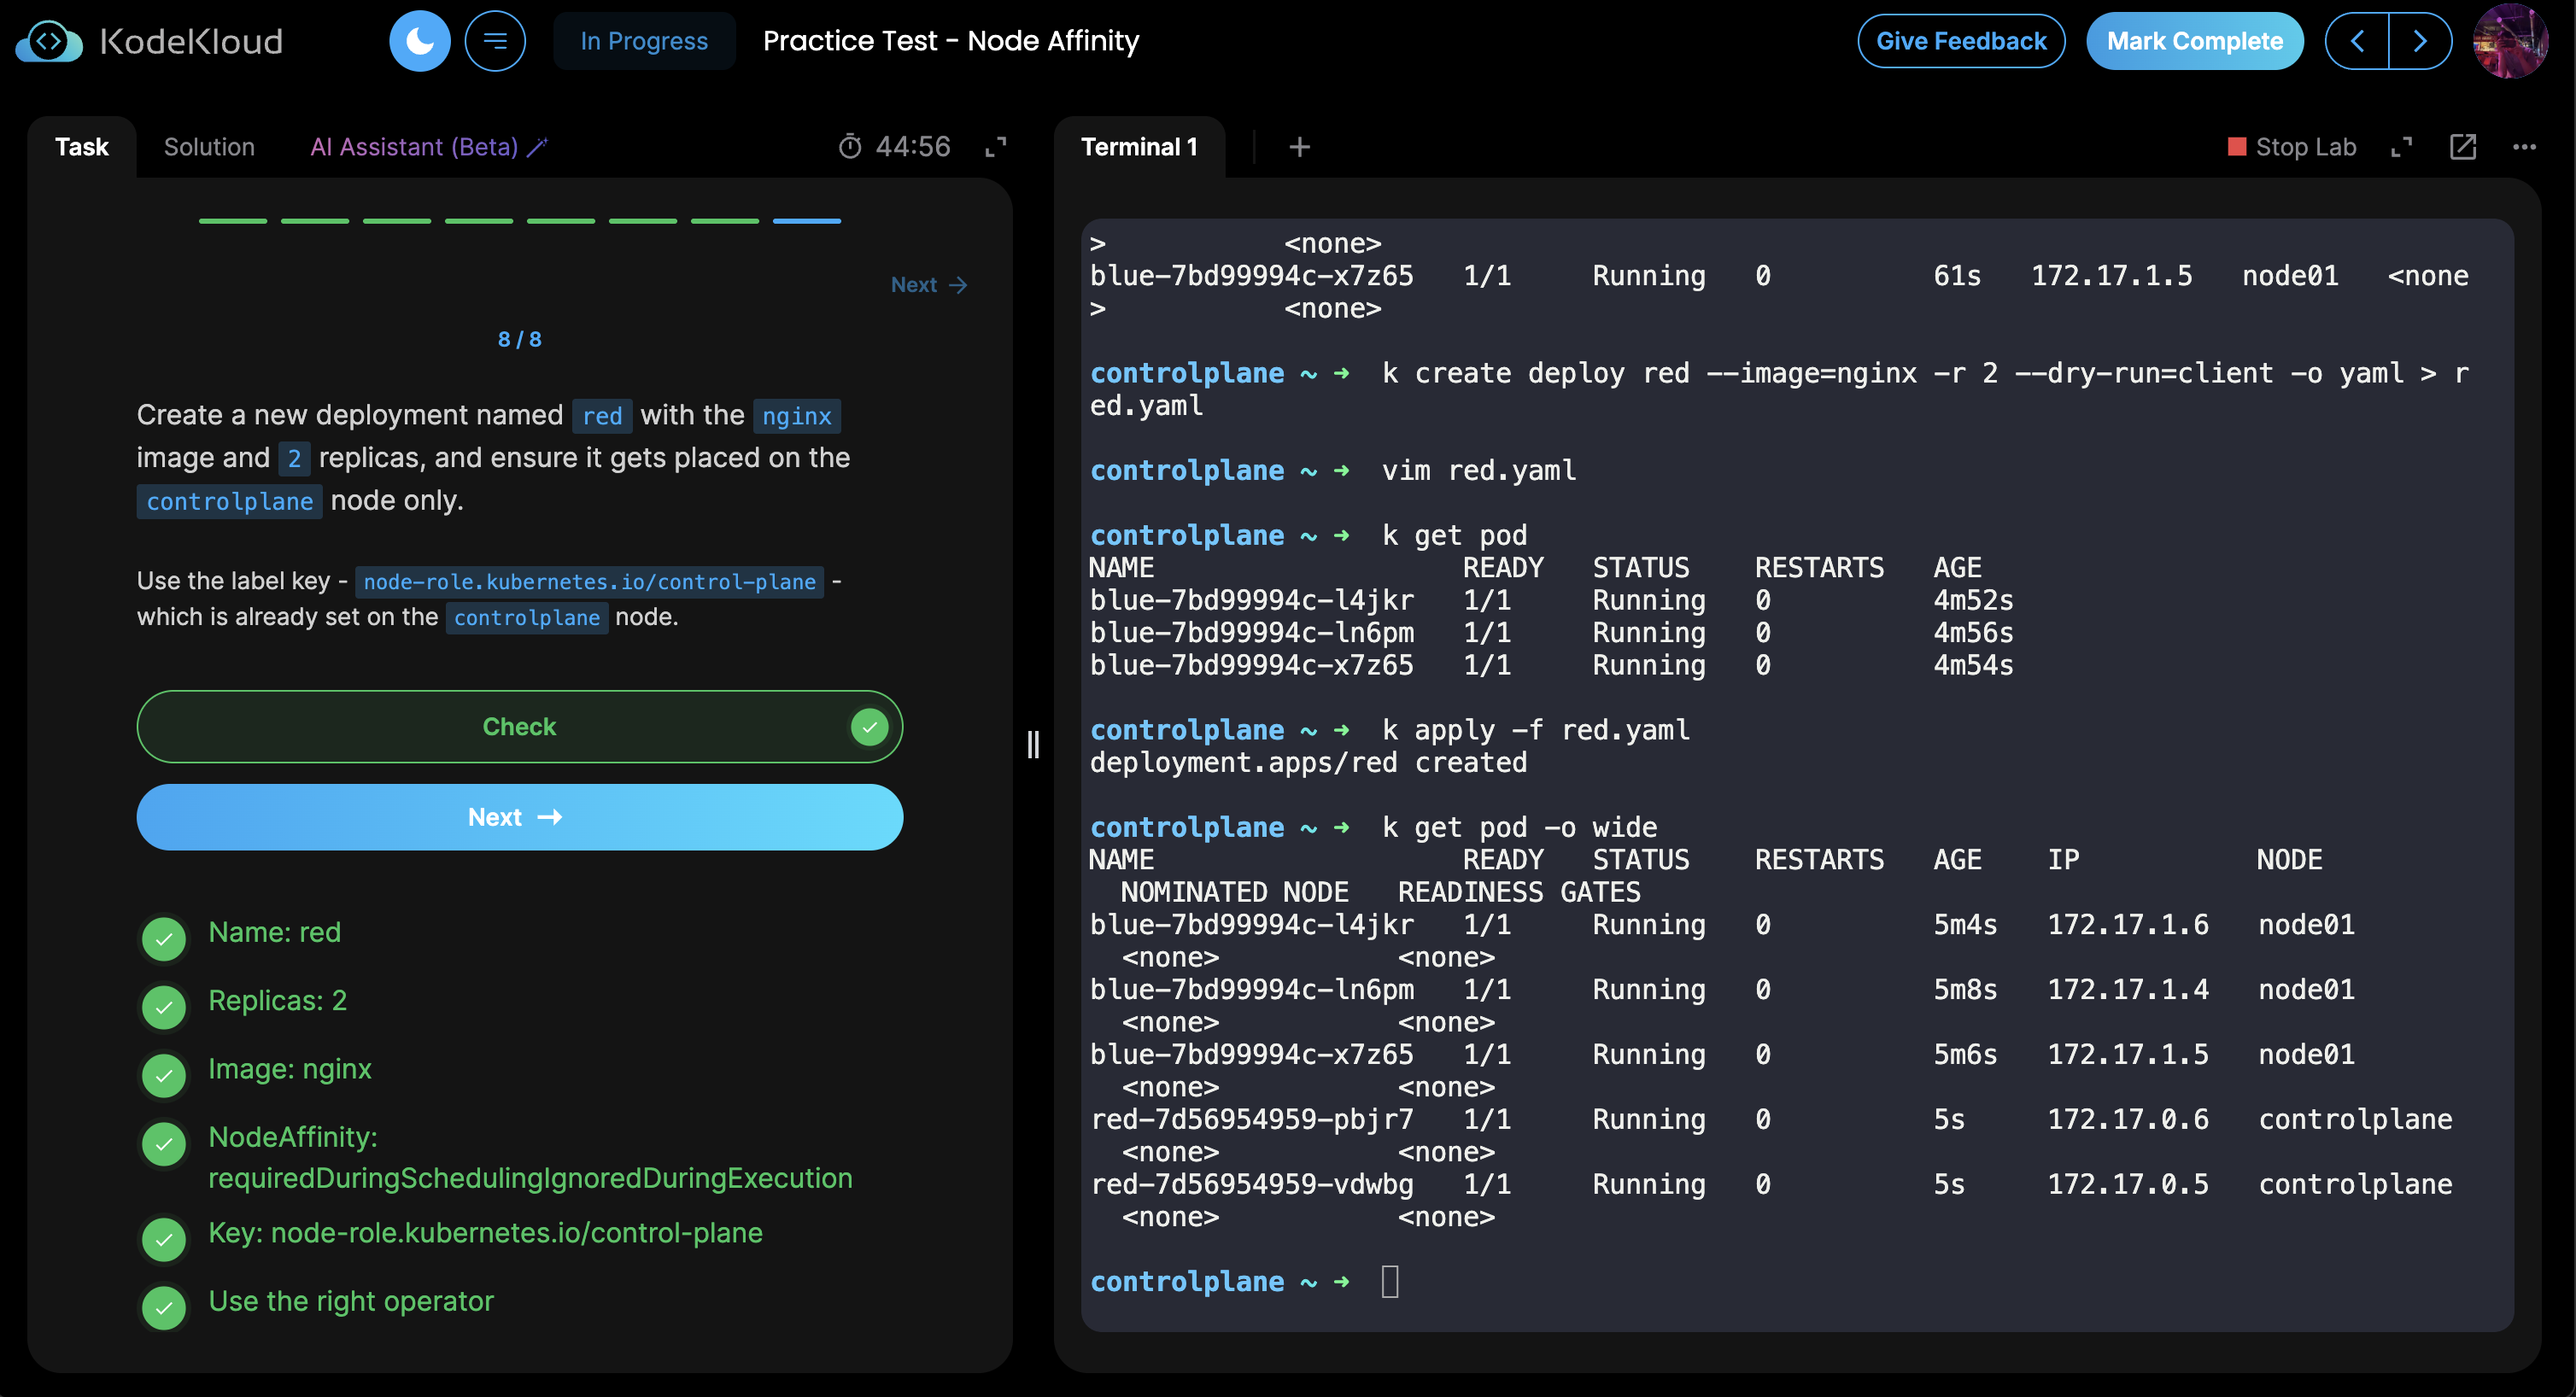 KodeKloud
In Progress
Practice Test - Node Affinity
Give Feedback
Mark Complete
Task
Solution
AI Assistant (Beta)
44:56
Next →
8 / 8
Create a new deployment named red with the nginx
image and 2 replicas, and ensure it gets placed on the
controlplane node only.
Use the label key - node-role.kubernetes.io/control-plane -
which is already set on the controlplane node.
Check
Next →
Name: red
Replicas: 2
Image: nginx
NodeAffinity:
requiredDuringSchedulingIgnoredDuringExecution
Key: node-role.kubernetes.io/control-plane
Use the right operator
Terminal 1
+
Stop Lab
>           <none>
blue-7bd99994c-x7z65   1/1     Running   0          61s   172.17.1.5   node01   <none
>           <none>
controlplane ~ ➜  k create deploy red --image=nginx -r 2 --dry-run=client -o yaml > r
ed.yaml
controlplane ~ ➜  vim red.yaml
controlplane ~ ➜  k get pod
NAME                   READY   STATUS    RESTARTS   AGE
blue-7bd99994c-l4jkr   1/1     Running   0          4m52s
blue-7bd99994c-ln6pm   1/1     Running   0          4m56s
blue-7bd99994c-x7z65   1/1     Running   0          4m54s
controlplane ~ ➜  k apply -f red.yaml
deployment.apps/red created
controlplane ~ ➜  k get pod -o wide
NAME                   READY   STATUS    RESTARTS   AGE    IP           NODE
  NOMINATED NODE   READINESS GATES
blue-7bd99994c-l4jkr   1/1     Running   0          5m4s   172.17.1.6   node01
  <none>           <none>
blue-7bd99994c-ln6pm   1/1     Running   0          5m8s   172.17.1.4   node01
  <none>           <none>
blue-7bd99994c-x7z65   1/1     Running   0          5m6s   172.17.1.5   node01
  <none>           <none>
red-7d56954959-pbjr7   1/1     Running   0          5s     172.17.0.6   controlplane
  <none>           <none>
red-7d56954959-vdwbg   1/1     Running   0          5s     172.17.0.5   controlplane
  <none>           <none>
controlplane ~ ➜